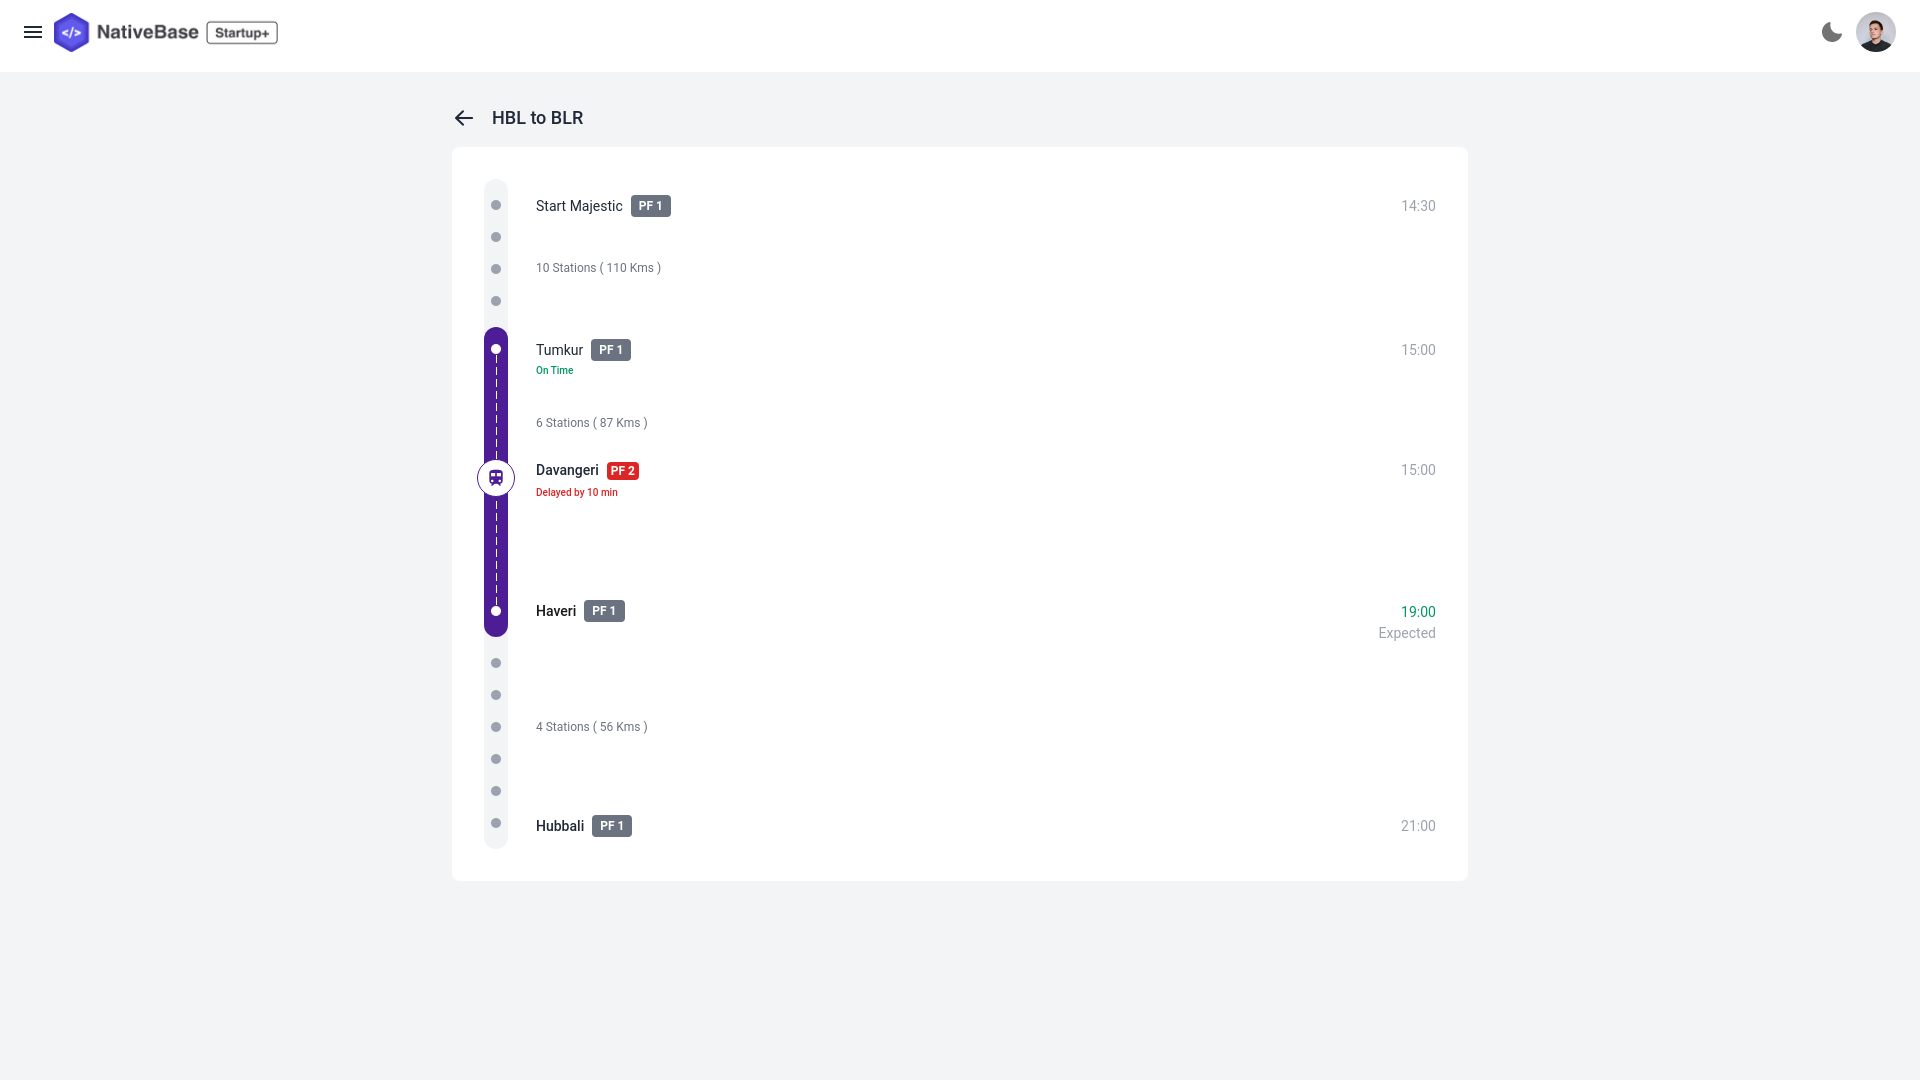 </> NativeBase Startup+
HBL to BLR
Start Majestic PF 1 14:30
10 Stations ( 110 Kms )
Tumkur PF 1 15:00
On Time
6 Stations ( 87 Kms )
Davangeri PF 2 15:00
Delayed by 10 min
Haveri PF 1 19:00
Expected
4 Stations ( 56 Kms )
Hubbali PF 1 21:00